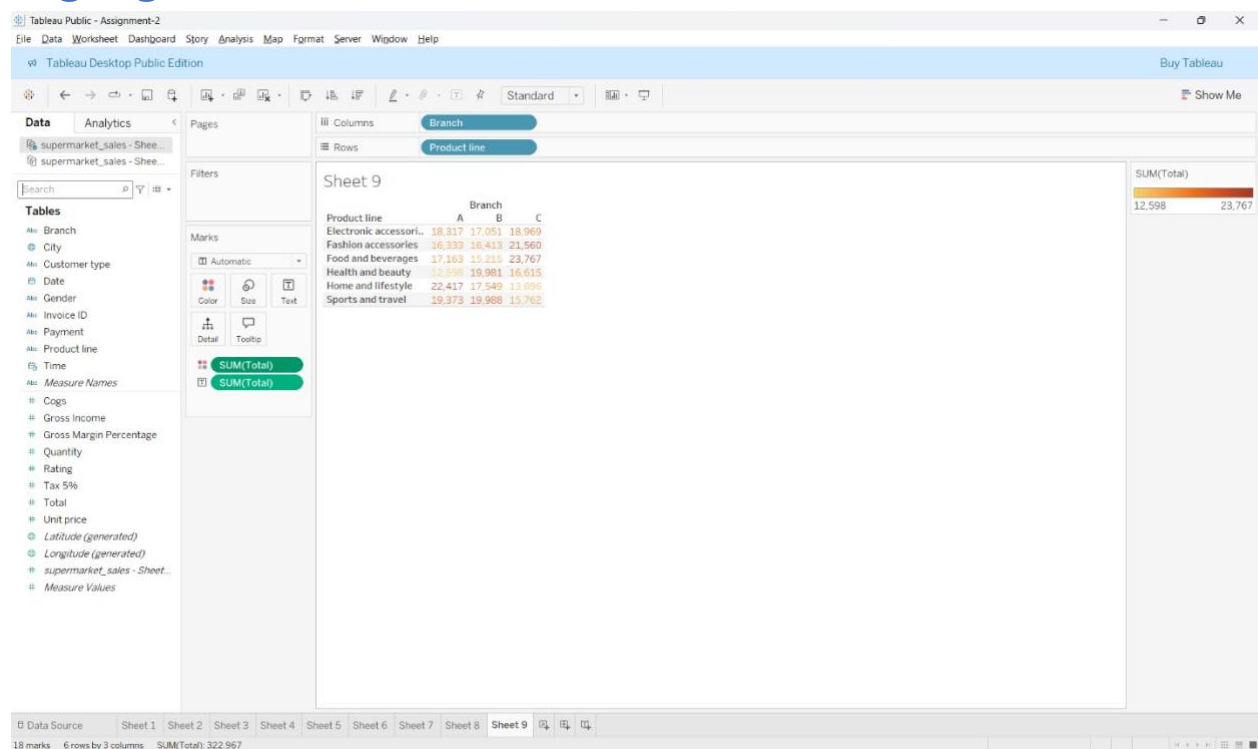 Tableau Public - Assignment-2
File Data Worksheet Dashboard Story Analysis Map Format Server Window Help
Tableau Desktop Public Edition Buy Tableau
Standard Show Me
Data Analytics Pages Columns Branch
supermarket_sales - Shee...
supermarket_sales - Shee...
Rows Product line
Search
Filters
Sheet 9
SUM(Total)
12,598 23,767
Tables
Abc Branch
City
Abc Customer type
Date
Abc Gender
Abc Invoice ID
Abc Payment
Abc Product line
Time
Abc Measure Names
# Cogs
# Gross Income
# Gross Margin Percentage
# Quantity
# Rating
# Tax 5%
# Total
# Unit price
Latitude (generated)
Longitude (generated)
# supermarket_sales - Sheet...
# Measure Values
Marks
Automatic
Color Size Text
Detail Tooltip
SUM(Total)
SUM(Total)
Branch
Product line A B C
Electronic accessori.. 18,317 17,051 18,969
Fashion accessories 16,333 16,413 21,560
Food and beverages 17,163 15,215 23,767
Health and beauty 12,598 19,981 16,615
Home and lifestyle 22,417 17,549
Sports and travel 19,373 19,988 15,762
Data Source Sheet 1 Sheet 2 Sheet 3 Sheet 4 Sheet 5 Sheet 6 Sheet 7 Sheet 8 Sheet 9
18 marks 6 rows by 3 columns SUM(Total): 322,967